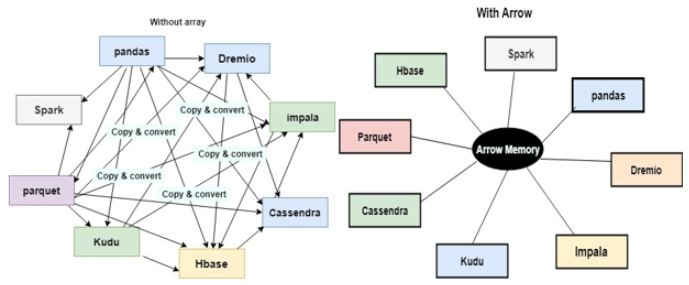 Without array
pandas
Dremio
Spark
Copy & convert
impala
Copy & convert
Copy & convert
Copy & convert
parquet
Copy & convert
Cassendra
Kudu
Hbase
With Arrow
Spark
Hbase
pandas
Parquet
Arrow Memory
Dremio
Cassendra
Kudu
Impala